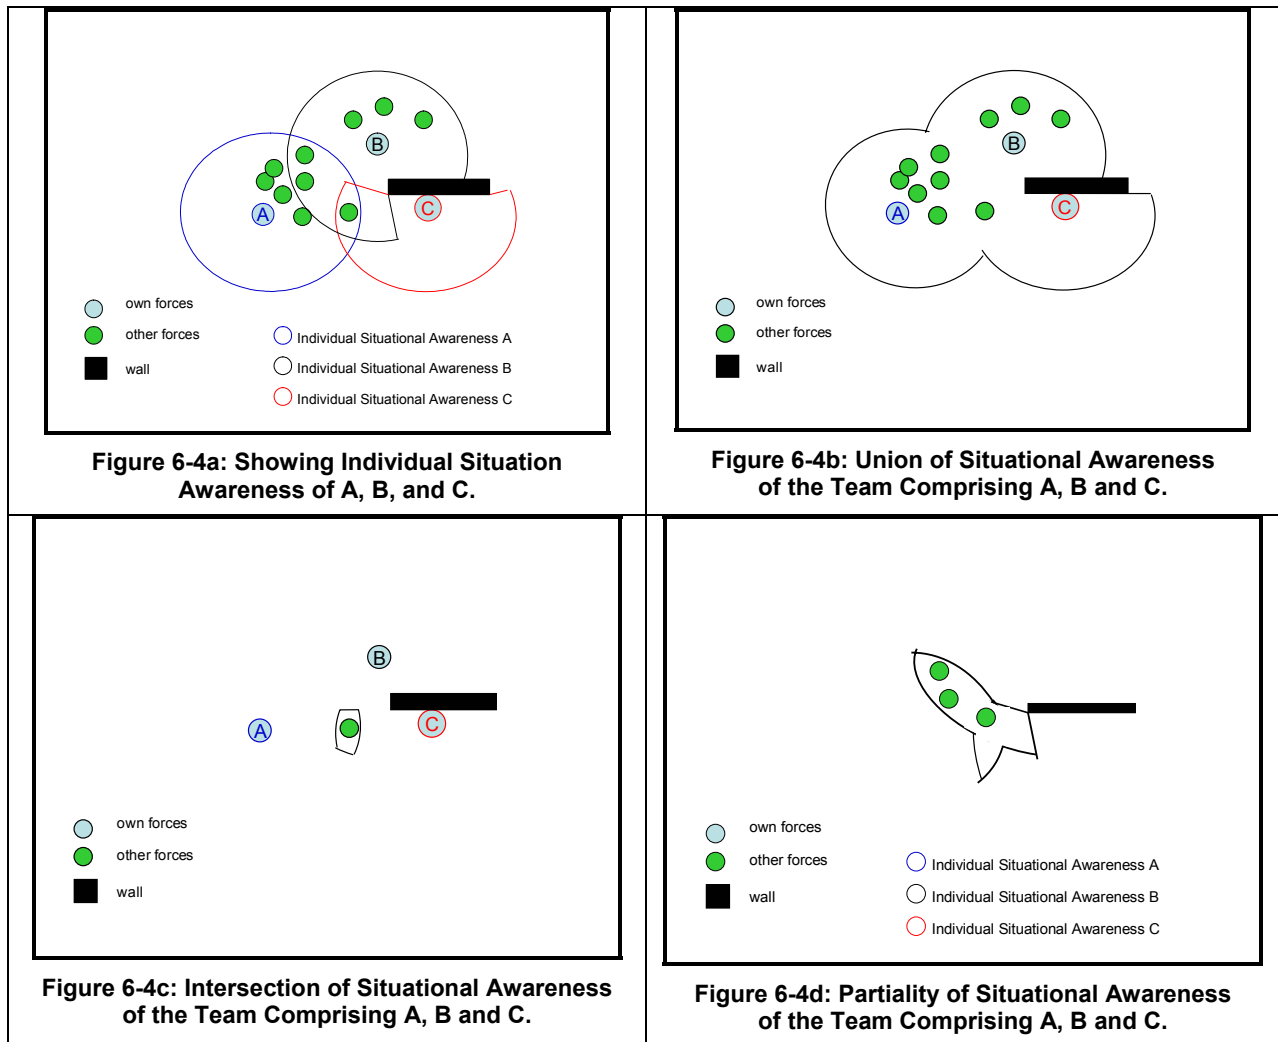 B
A
C
own forces
other forces
wall
Individual Situational Awareness A
Individual Situational Awareness B
Individual Situational Awareness C
Figure 6-4a: Showing Individual Situation
Awareness of A, B, and C.
B
A
C
own forces
other forces
wall
Figure 6-4b: Union of Situational Awareness
of the Team Comprising A, B and C.
B
A
C
own forces
other forces
wall
Figure 6-4c: Intersection of Situational Awareness
of the Team Comprising A, B and C.
own forces
other forces
wall
Individual Situational Awareness A
Individual Situational Awareness B
Individual Situational Awareness C
Figure 6-4d: Partiality of Situational Awareness
of the Team Comprising A, B and C.